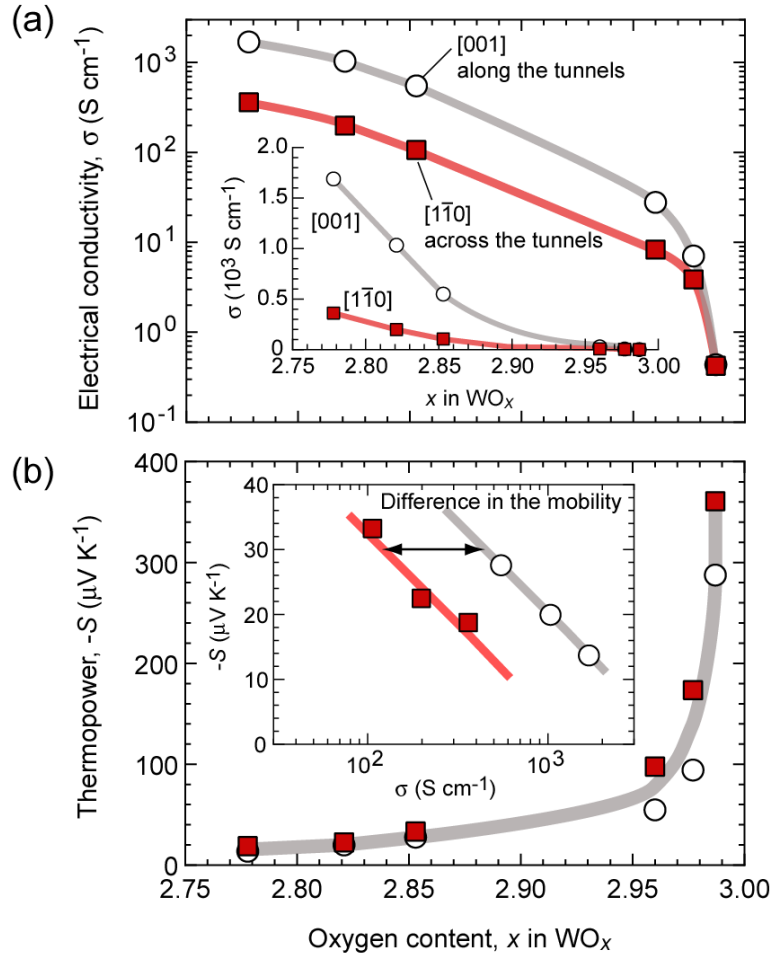 (a)
Electrical conductivity, σ (S cm⁻¹)
10³
10²
10¹
10⁰
10⁻¹
[001]
along the tunnels
[11̄0]
across the tunnels
σ (10³ S cm⁻¹)
2.0
1.5
1.0
0.5
0
[001]
[11̄0]
2.75 2.80 2.85 2.90 2.95 3.00
x in WOₓ
(b)
Thermopower, -S (μV K⁻¹)
400
300
200
100
0
Difference in the mobility
-S (μV K⁻¹)
40
30
20
10
0
10² 10³
σ (S cm⁻¹)
2.75 2.80 2.85 2.90 2.95 3.00
Oxygen content, x in WOₓ